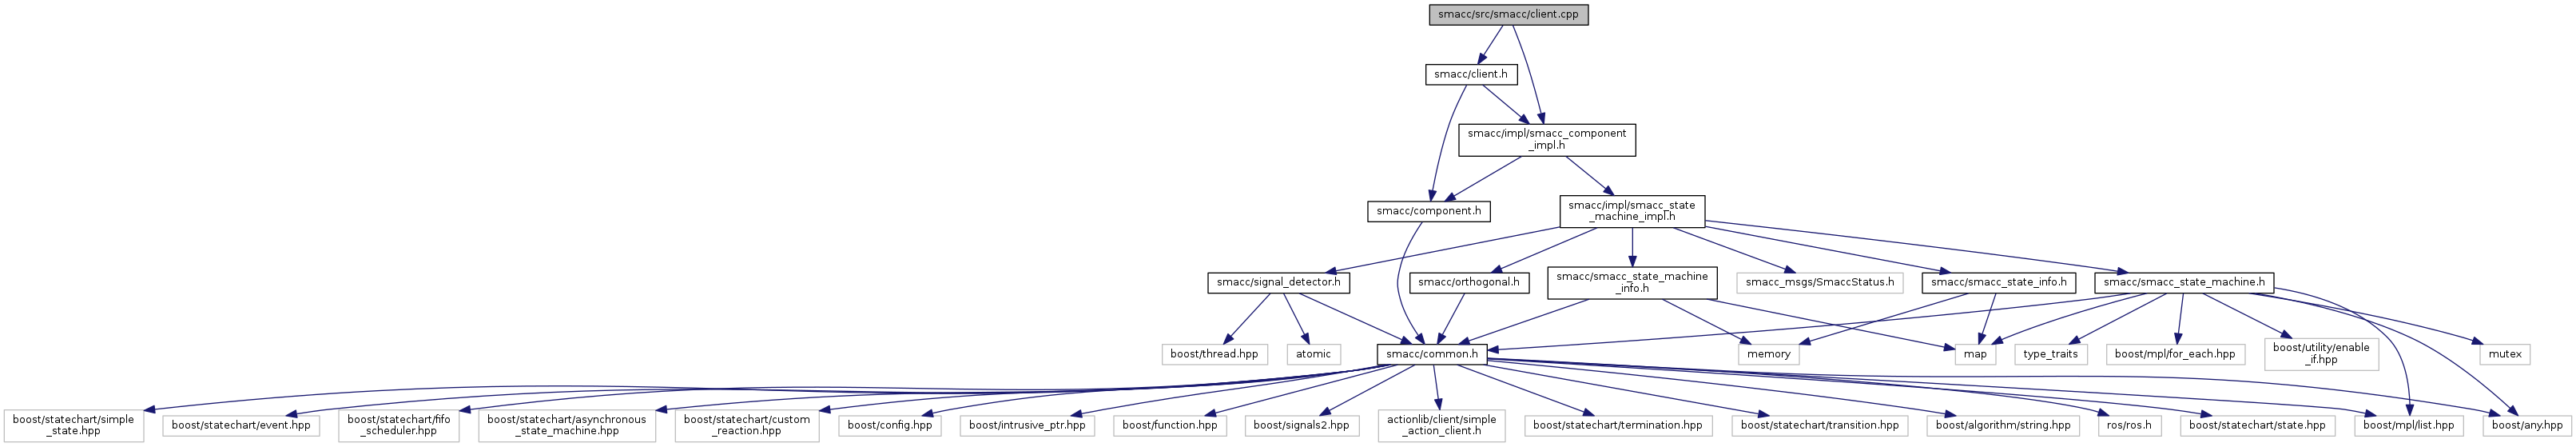 smacc/src/smacc/client.cpp
smacc/client.h
smacc/impl/smacc_component
_impl.h
smacc/component.h
smacc/impl/smacc_state
_machine_impl.h
smacc/signal_detector.h
smacc/orthogonal.h
smacc/smacc_state_machine
_info.h
smacc_msgs/SmaccStatus.h
smacc/smacc_state_info.h
smacc/smacc_state_machine.h
boost/thread.hpp
atomic
smacc/common.h
memory
map
type_traits
boost/mpl/for_each.hpp
boost/utility/enable
_if.hpp
mutex
boost/statechart/simple
_state.hpp
boost/statechart/event.hpp
boost/statechart/fifo
_scheduler.hpp
boost/statechart/asynchronous
_state_machine.hpp
boost/statechart/custom
_reaction.hpp
boost/config.hpp
boost/intrusive_ptr.hpp
boost/function.hpp
boost/signals2.hpp
actionlib/client/simple
_action_client.h
boost/statechart/termination.hpp
boost/statechart/transition.hpp
boost/algorithm/string.hpp
ros/ros.h
boost/statechart/state.hpp
boost/mpl/list.hpp
boost/any.hpp